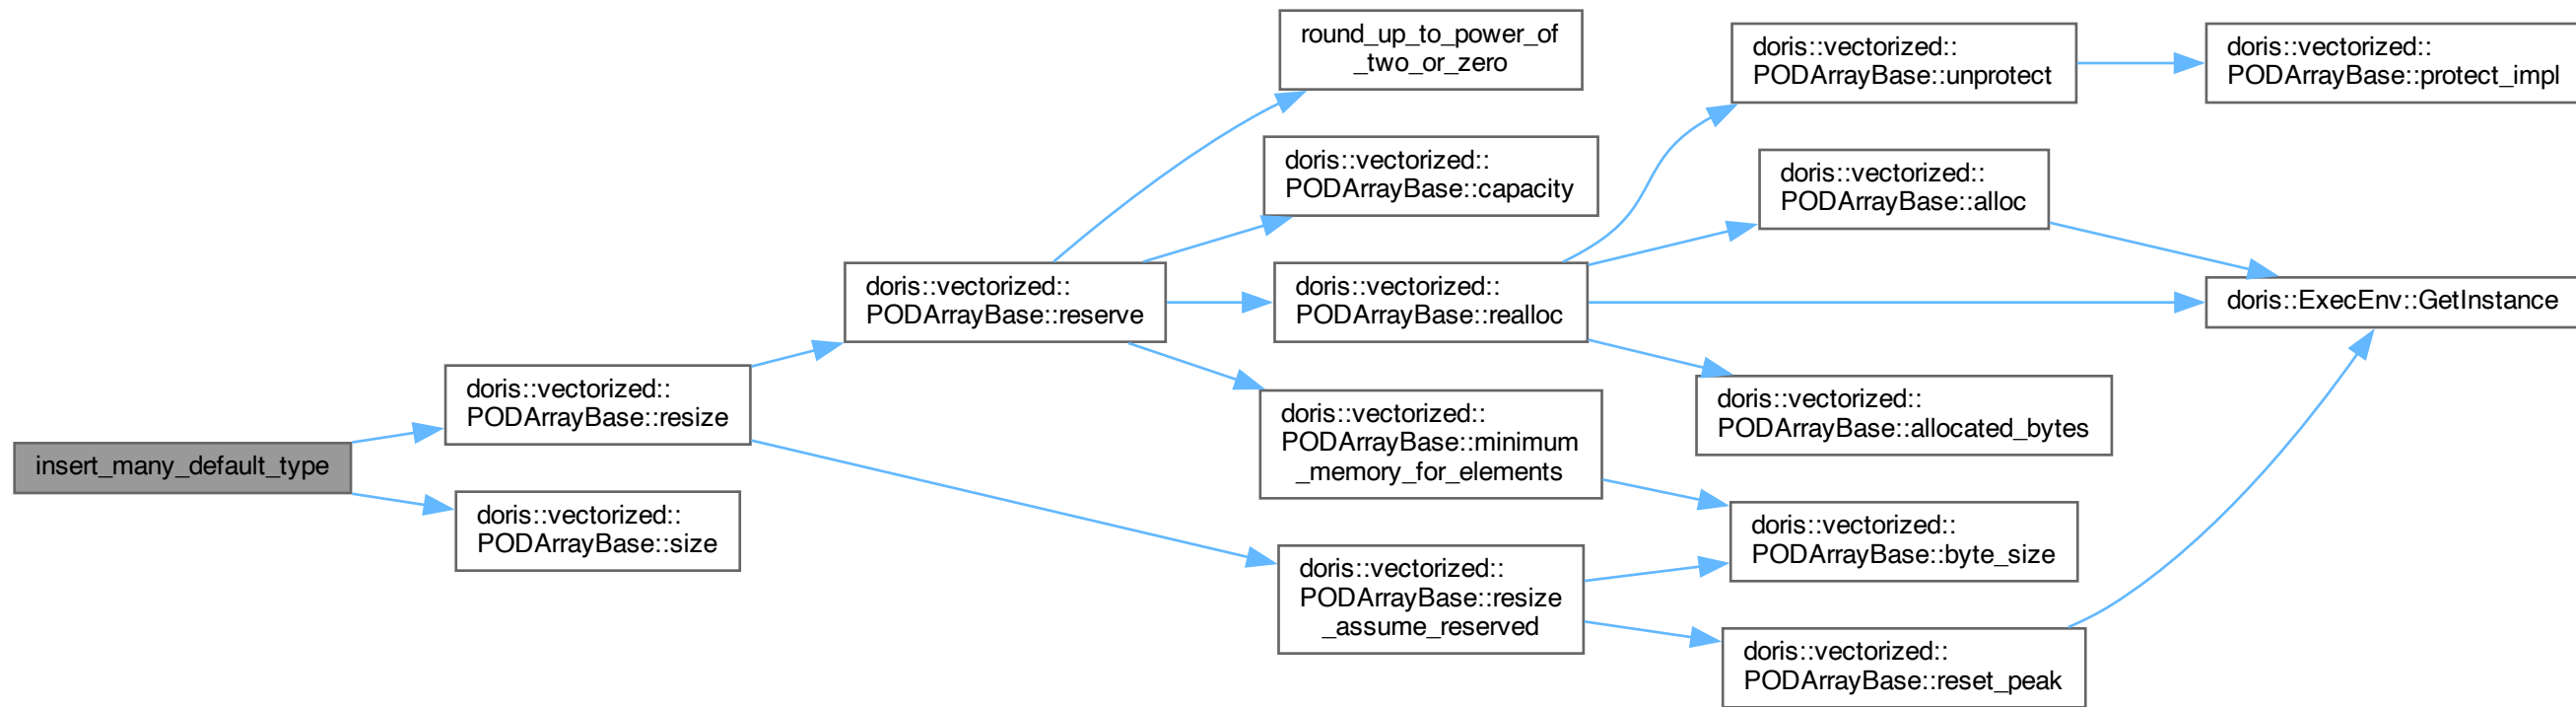 insert_many_default_type
doris::vectorized::
PODArrayBase::resize
doris::vectorized::
PODArrayBase::size
doris::vectorized::
PODArrayBase::reserve
round_up_to_power_of
_two_or_zero
doris::vectorized::
PODArrayBase::capacity
doris::vectorized::
PODArrayBase::realloc
doris::vectorized::
PODArrayBase::minimum
_memory_for_elements
doris::vectorized::
PODArrayBase::resize
_assume_reserved
doris::vectorized::
PODArrayBase::unprotect
doris::vectorized::
PODArrayBase::alloc
doris::vectorized::
PODArrayBase::allocated_bytes
doris::vectorized::
PODArrayBase::byte_size
doris::vectorized::
PODArrayBase::reset_peak
doris::vectorized::
PODArrayBase::protect_impl
doris::ExecEnv::GetInstance